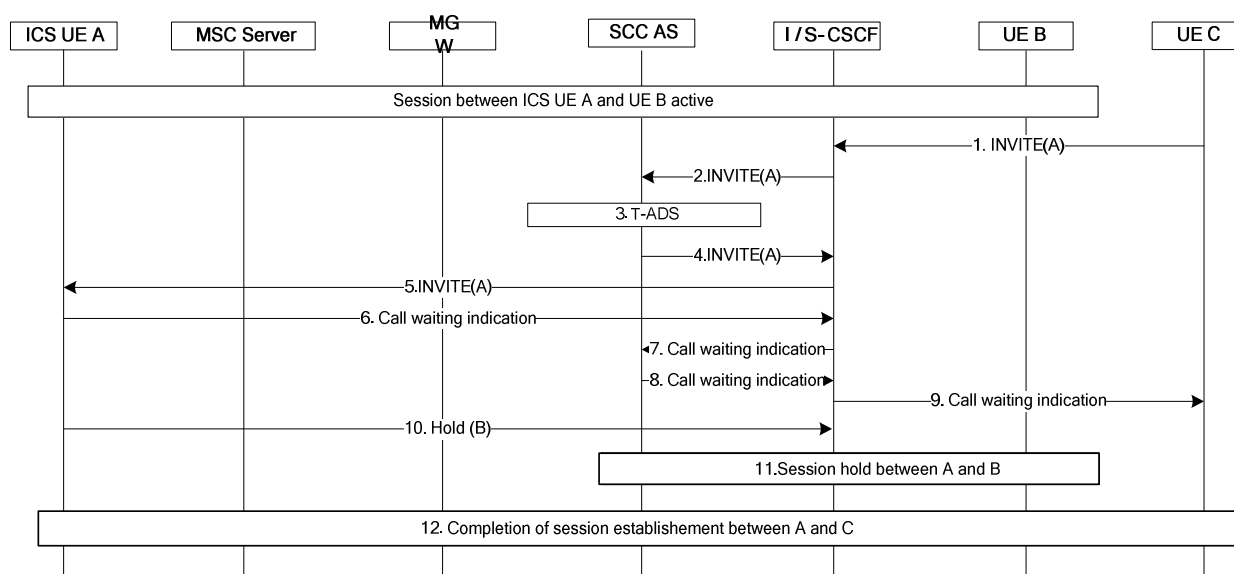 ICS UE A
MSC Server
MG
W
SCC AS
I / S- CSCF
UE B
UE C
Session between ICS UE A and UE B active
1. INVITE(A)
2.INVITE(A)
3. T-ADS
4.INVITE(A)
5.INVITE(A)
6. Call waiting indication
7. Call waiting indication
8. Call waiting indication
9. Call waiting indication
10. Hold (B)
11.Session hold between A and B
12. Completion of session establishement between A and C